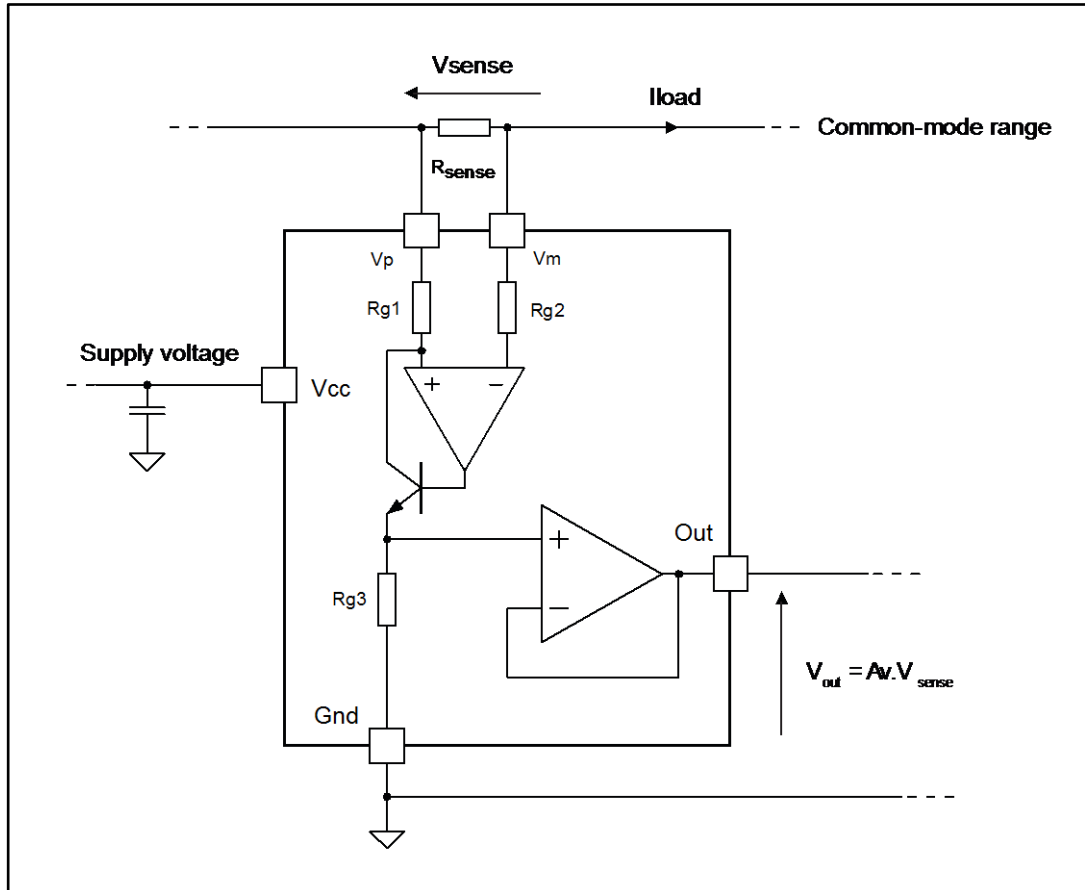 Vsense
Iload
Common-mode range
Rsense
Vp
Vm
Rg1
Rg2
Supply voltage
Vcc
+
−
Out
+
Rg3
−
Vout = Av.Vsense
Gnd